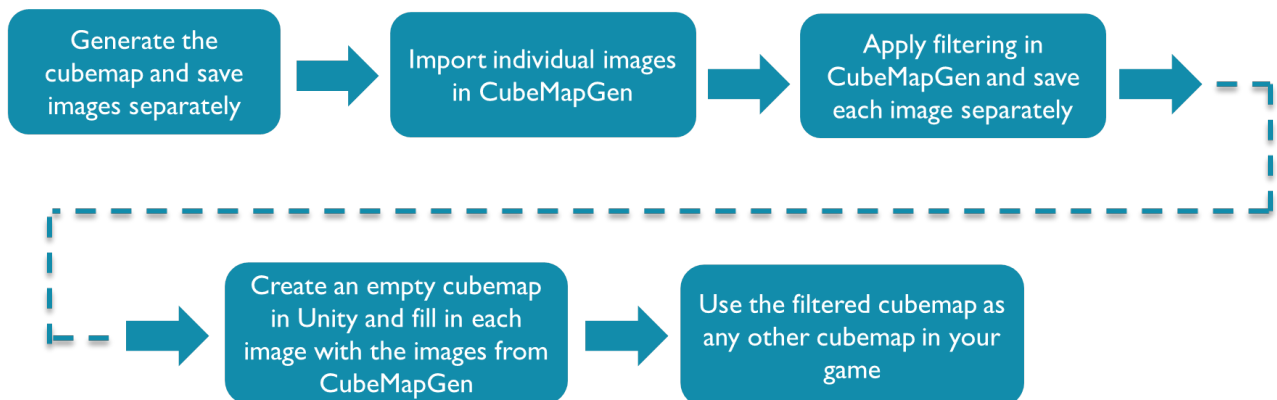 Generate the
cubemap and save
images separately
Import individual images
in CubeMapGen
Apply filtering in
CubeMapGen and save
each image separately
Create an empty cubemap
in Unity and fill in each
image with the images from
CubeMapGen
Use the filtered cubemap as
any other cubemap in your
game